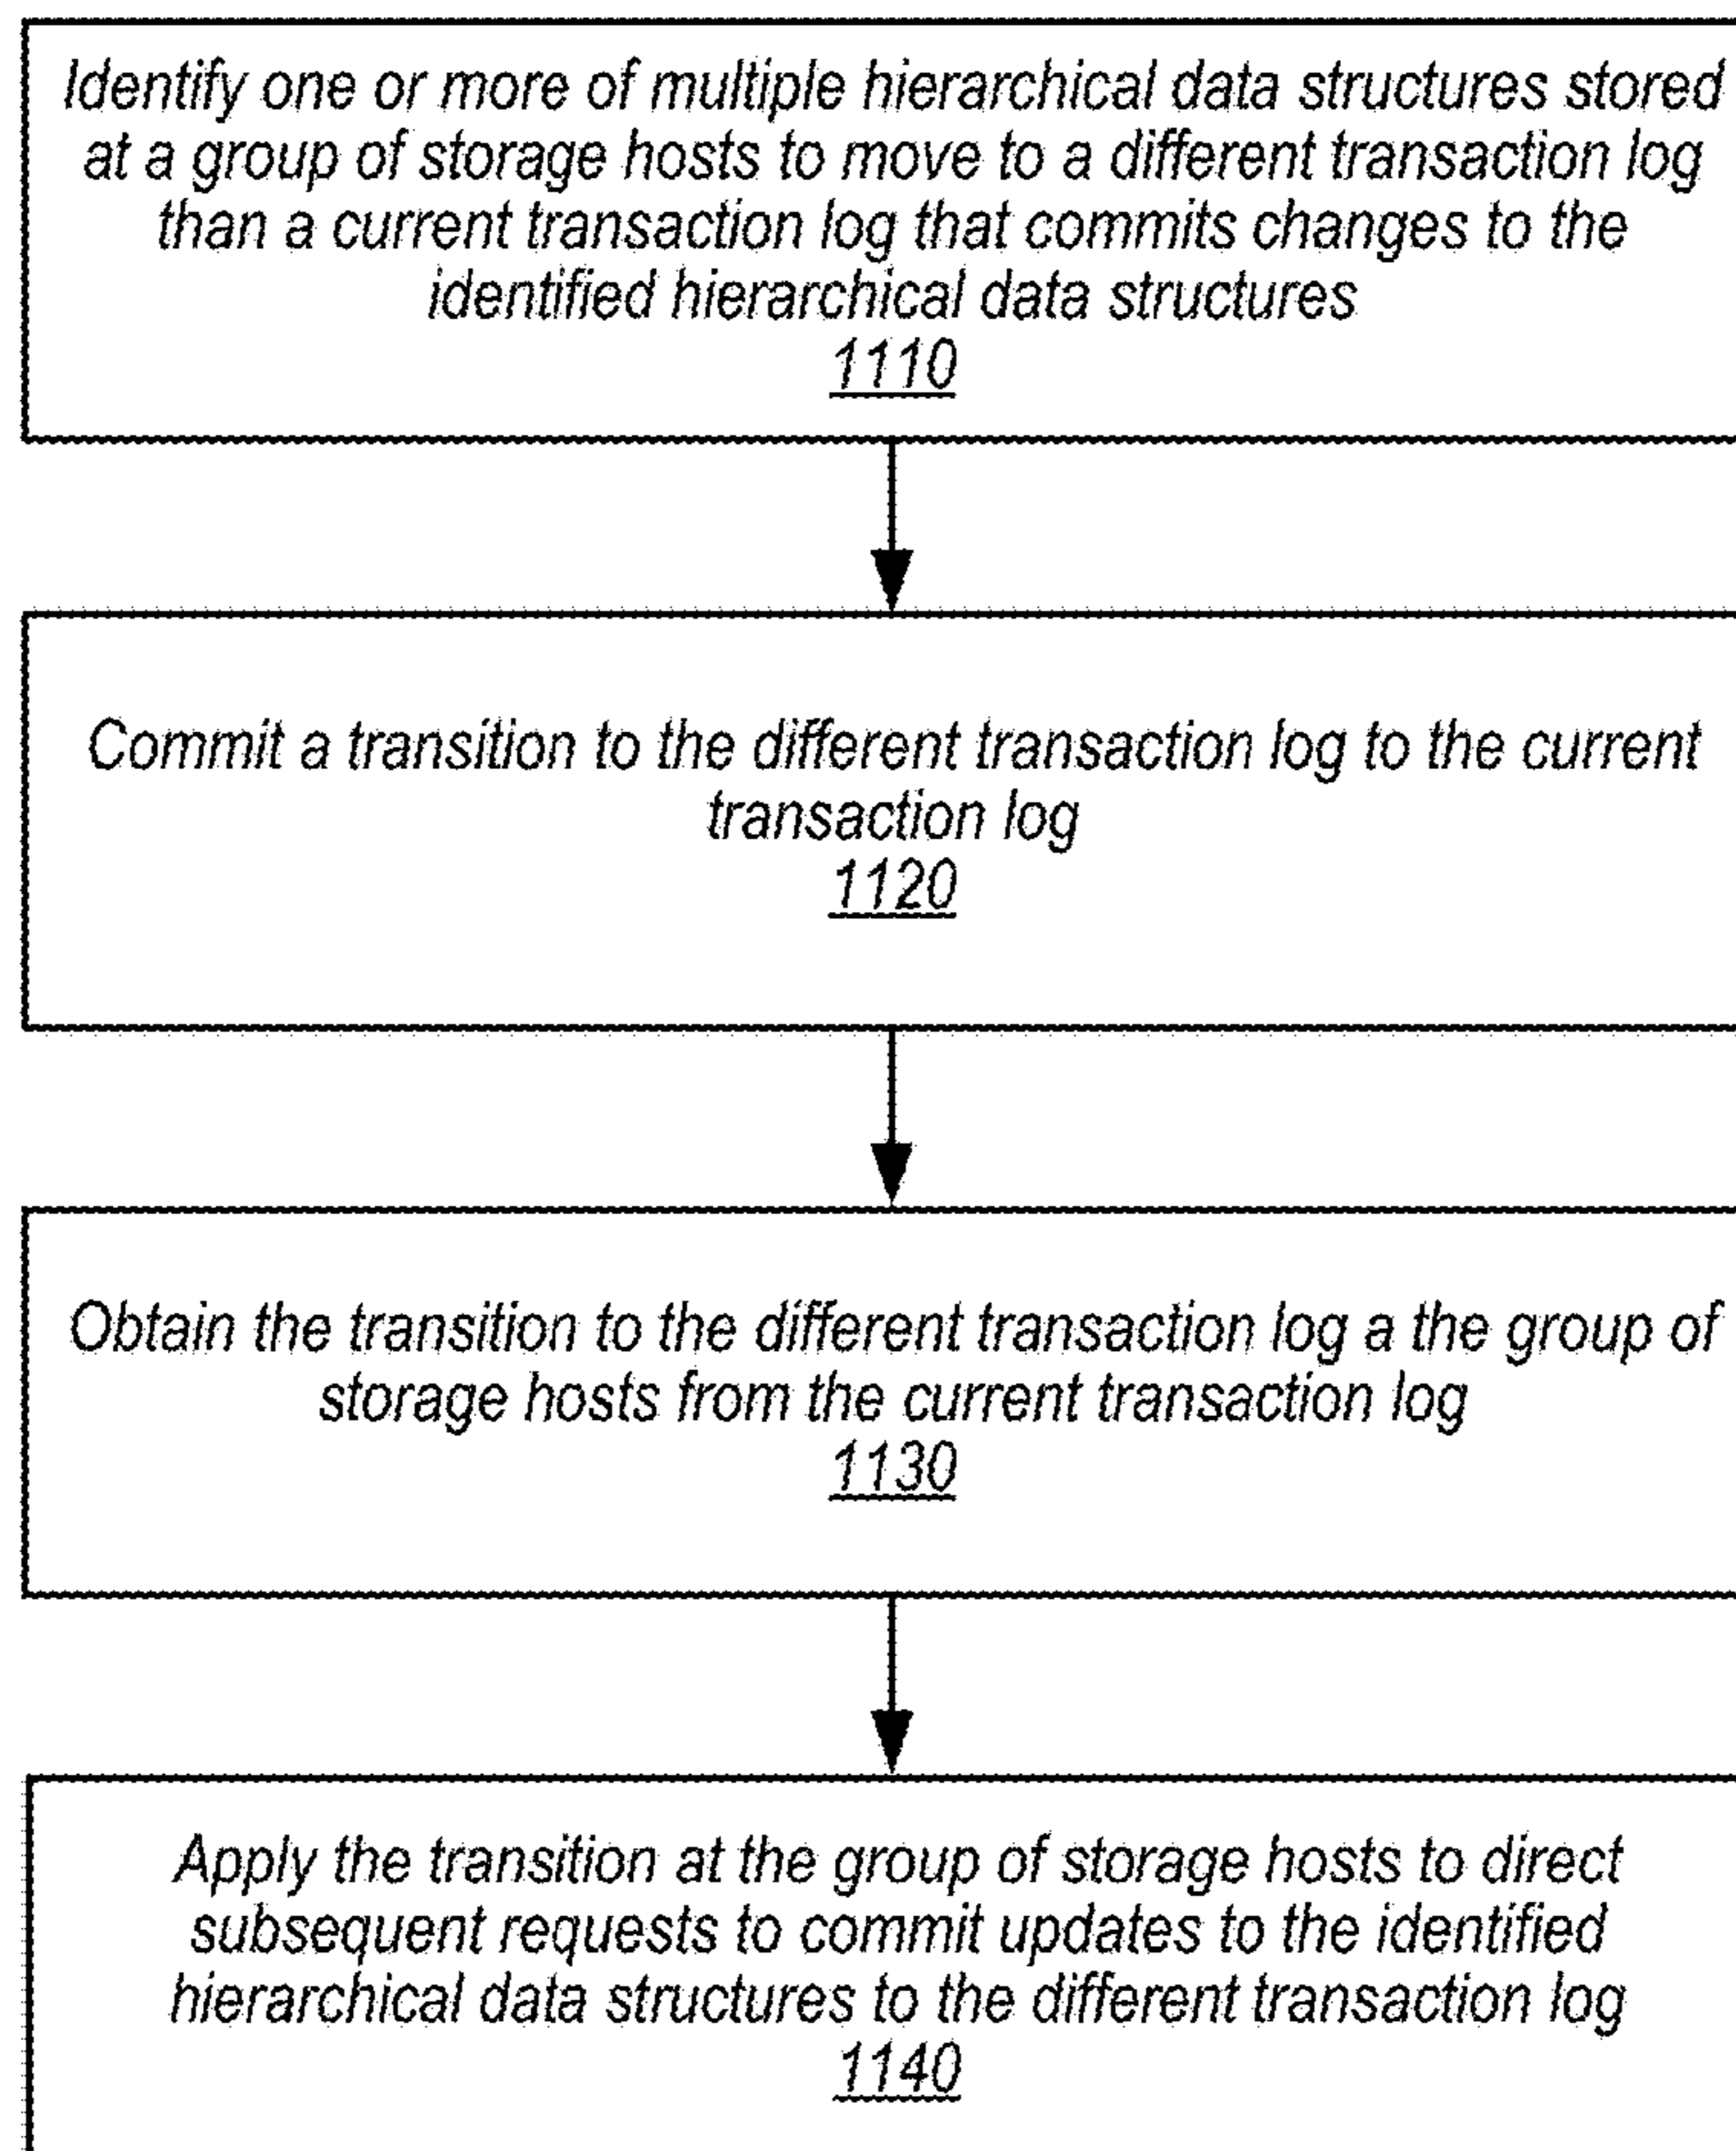 Identify one or more of multiple hierarchical data structures stored
at a group of storage hosts to move to a different transaction log
than a current transaction log that commits changes to the
identified hierarchical data structures
1110
Commit a transition to the different transaction log to the current
transaction log
1120
Obtain the transition to the different transaction log a the group of
storage hosts from the current transaction log
1130
Apply the transition at the group of storage hosts to direct
subsequent requests to commit updates to the identified
hierarchical data structures to the different transaction log
1140